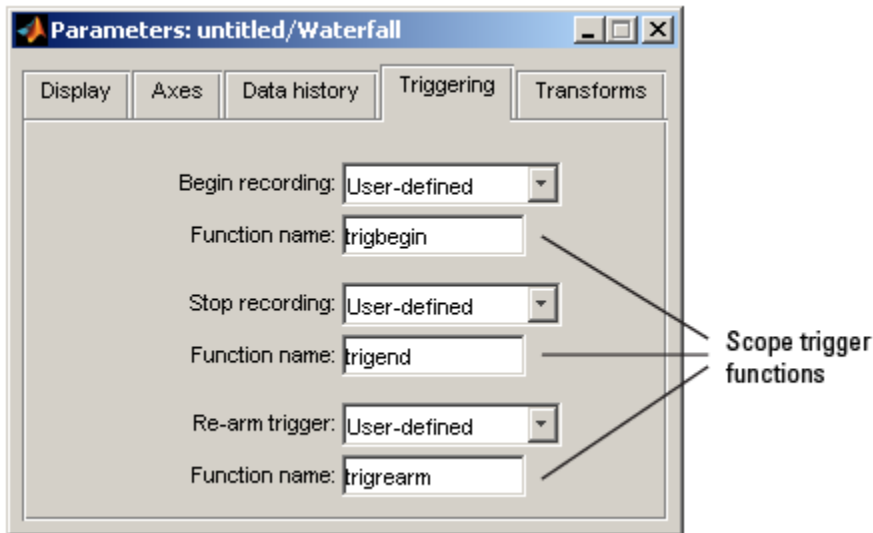 Parameters: untitled/Waterfall
Display Axes Data history Triggering Transforms
Begin recording: User-defined
Function name: trigbegin
Stop recording: User-defined
Function name: trigend
Re-arm trigger: User-defined
Function name: trigrearm
Scope trigger
functions